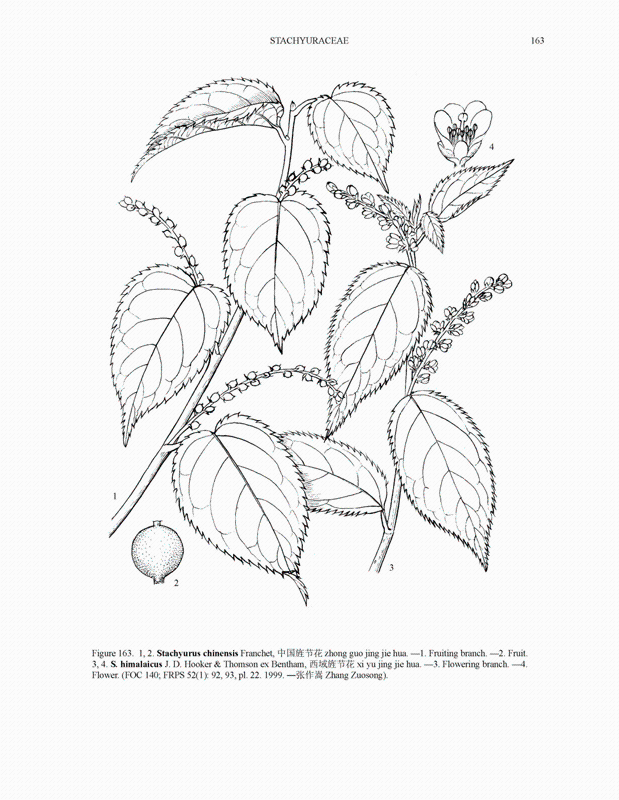 STACHYURACEAE 163
4
1
2
3
Figure 163. 1, 2. Stachyurus chinensis Franchet, 中国旌节花 zhong guo jing jie hua. —1. Fruiting branch. —2. Fruit.
3, 4. S. himalaicus J. D. Hooker & Thomson ex Bentham, 西域旌节花 xi yu jing jie hua. —3. Flowering branch. —4.
Flower. (FOC 140; FRPS 52(1): 92, 93, pl. 22. 1999. —张作嵩 Zhang Zuosong).